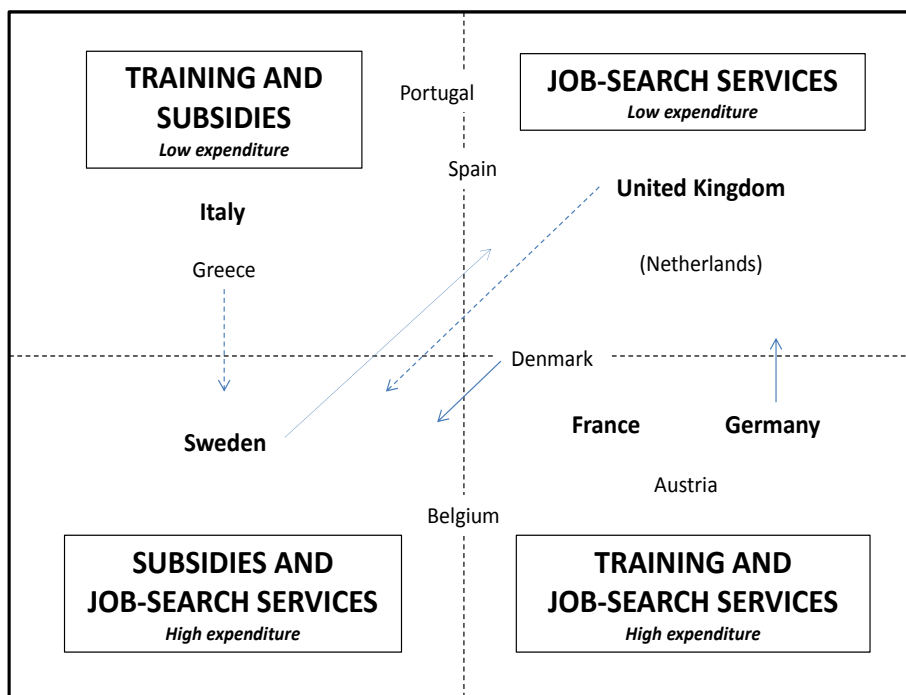 TRAINING AND
SUBSIDIES
Low expenditure
Portugal
JOB-SEARCH SERVICES
Low expenditure
Spain
United Kingdom
Italy
Greece
(Netherlands)
Denmark
Sweden
France
Germany
Austria
Belgium
SUBSIDIES AND
JOB-SEARCH SERVICES
High expenditure
TRAINING AND
JOB-SEARCH SERVICES
High expenditure